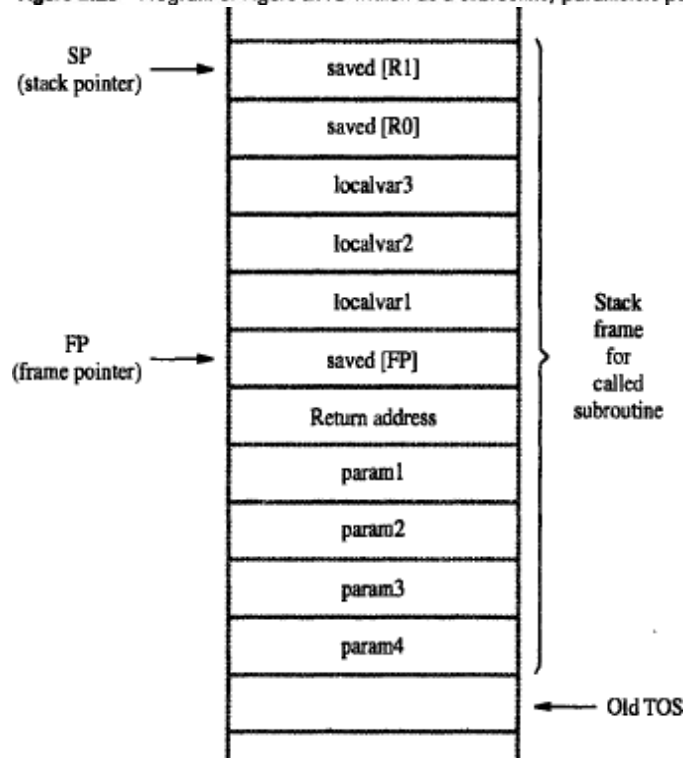 SP
(stack pointer)
saved [R1]
saved [R0]
localvar3
localvar2
localvar1
FP
(frame pointer)
saved [FP]
Return address
param1
param2
param3
param4
Stack
frame
for
called
subroutine
Old TOS